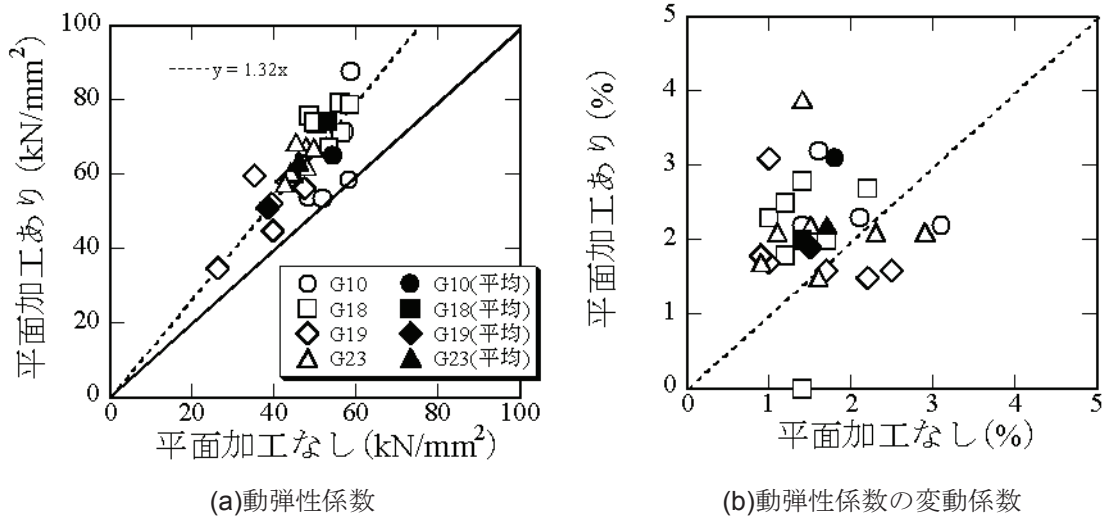 100
80
60
40
20
0
平面加工あり (kN/mm²)
y = 1.32x
G10 G10(平均)
G18 G18(平均)
G19 G19(平均)
G23 G23(平均)
0 20 40 60 80 100
平面加工なし(kN/mm²)
(a)動弾性係数
5
4
3
2
1
0
平面加工あり (%)
0 1 2 3 4 5
平面加工なし(%)
(b)動弾性係数の変動係数